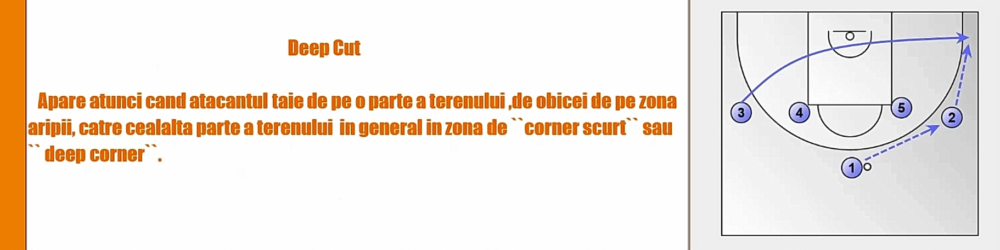 Deep Cut
Apare atunci cand atacantul taie de pe o parte a terenului ,de obicei de pe zona
aripii, catre cealalta parte a terenului in general in zona de ``corner scurt`` sau
`` deep corner``.
3
4
5
2
1